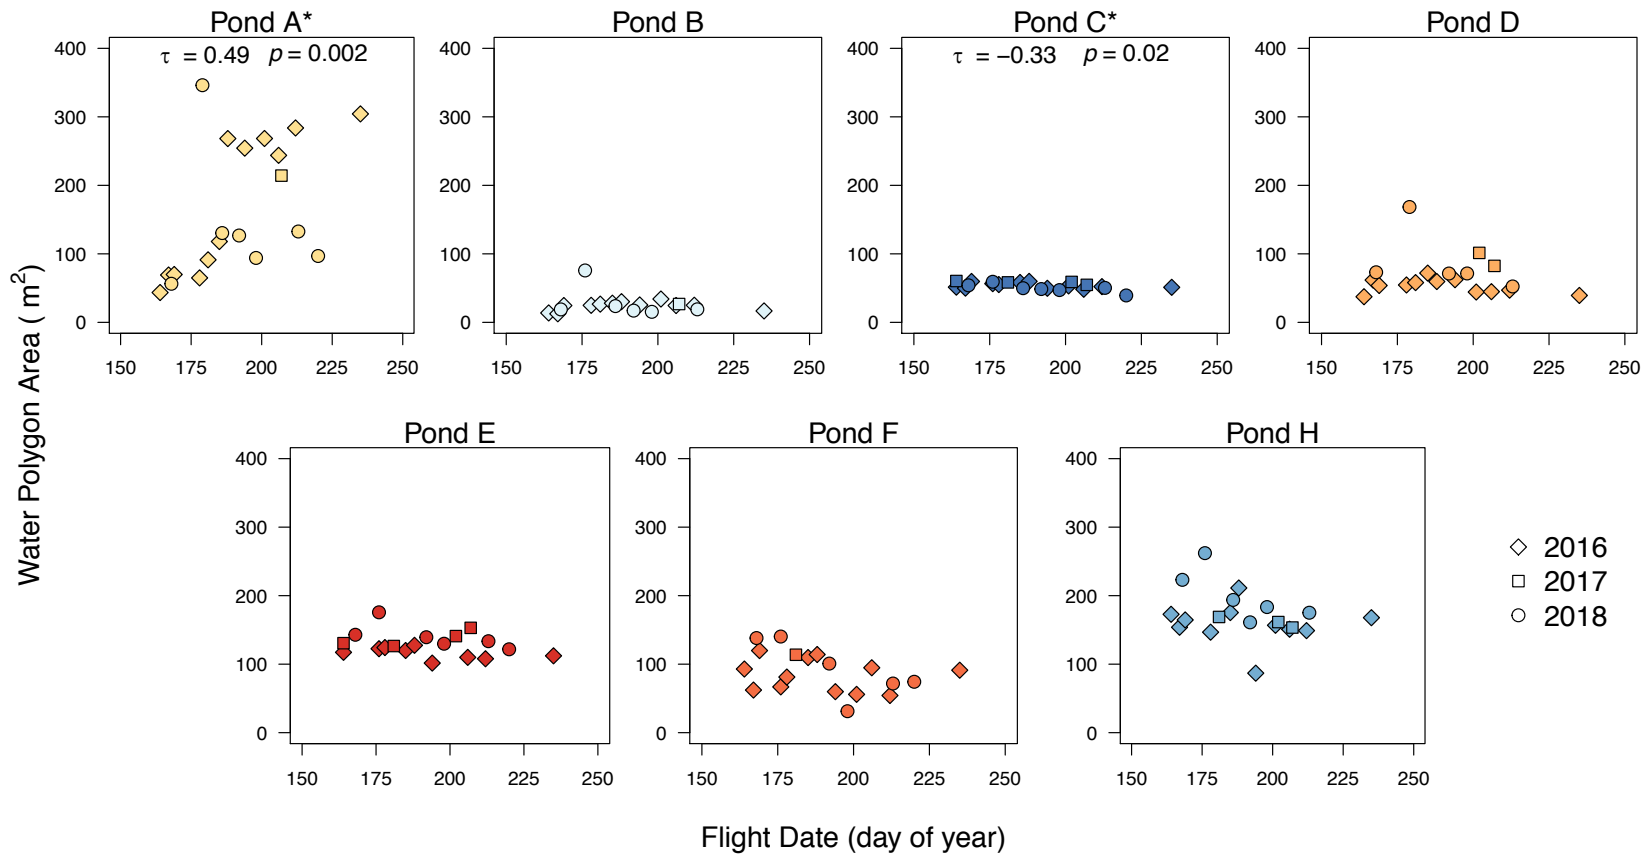 Pond A*
Pond B
Pond C*
Pond D
τ = 0.49 p = 0.002
τ = −0.33 p = 0.02
400
300
200
100
0
150 175 200 225 250
400
300
200
100
0
150 175 200 225 250
400
300
200
100
0
150 175 200 225 250
400
300
200
100
0
150 175 200 225 250
Water Polygon Area ( m²)
Pond E
Pond F
Pond H
400
300
200
100
0
150 175 200 225 250
400
300
200
100
0
150 175 200 225 250
400
300
200
100
0
150 175 200 225 250
2016
2017
2018
Flight Date (day of year)